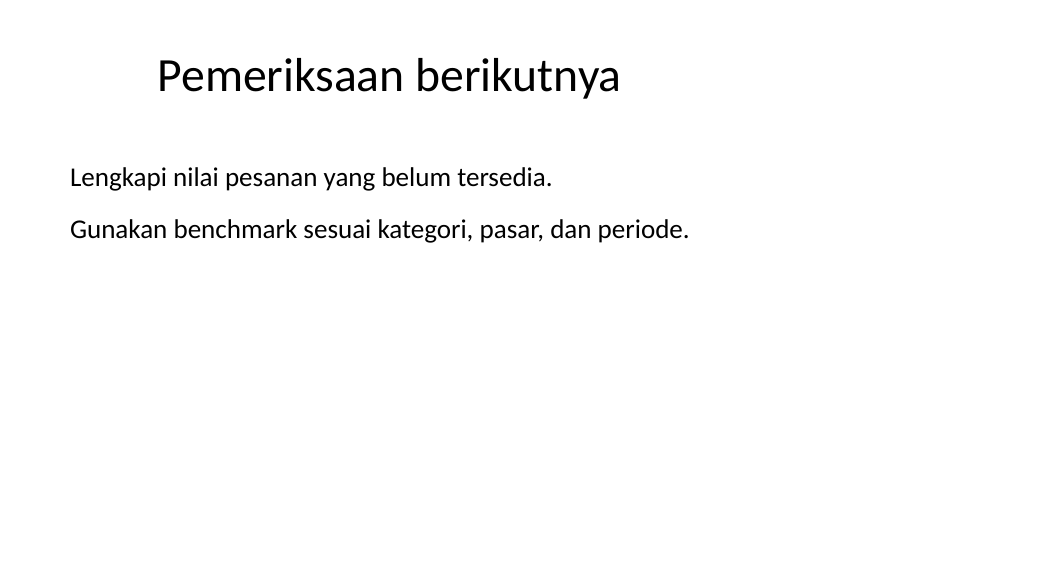 Pemeriksaan berikutnya
Lengkapi nilai pesanan yang belum tersedia.
Gunakan benchmark sesuai kategori, pasar, dan periode.